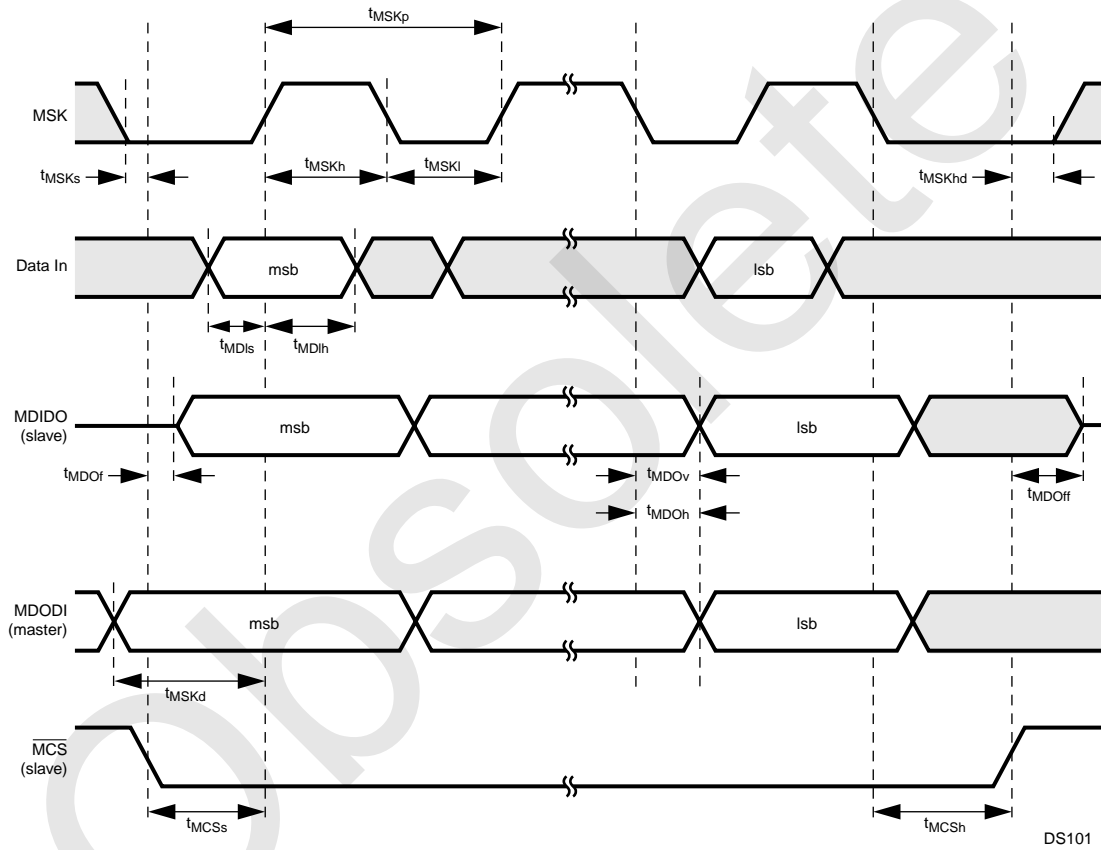 tMSKp
MSK
tMSKs
tMSKh
tMSKl
tMSKhd
Data In
msb
lsb
tMDIs
tMDIh
MDIDO
(slave)
msb
lsb
tMDOf
tMDOv
tMDOff
tMDOh
MDODI
(master)
msb
lsb
tMSKd
MCS
(slave)
tMCSs
tMCSh
DS101
Obsolete